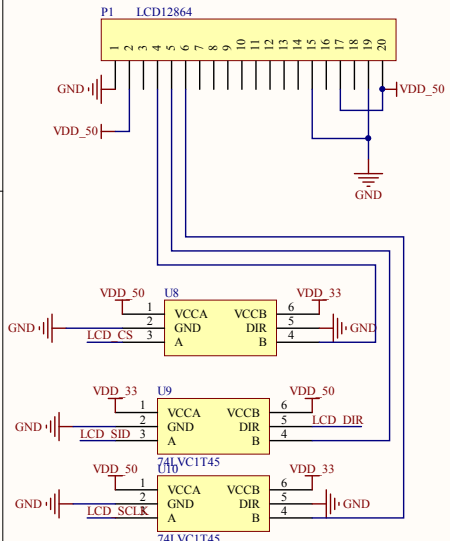 P1 LCD12864
1 2 3 4 5 6 7 8 9 10 11 12 13 14 15 16 17 18 19 20
GND VDD_50
VDD_50
GND
VDD_50 U8 VDD_33
1 VCCA VCCB 6
GND 2 GND DIR 5 GND
LCD_CS 3 A B 4
VDD_33 U9 VDD_50
1 VCCA VCCB 6
GND 2 GND DIR 5 LCD_DIR
LCD_SID 3 A B 4
74LVC1T45
VDD_50 U10 VDD_33
1 VCCA VCCB 6
GND 2 GND DIR 5 GND
LCD_SCLK 3 A B 4
74LVC1T45